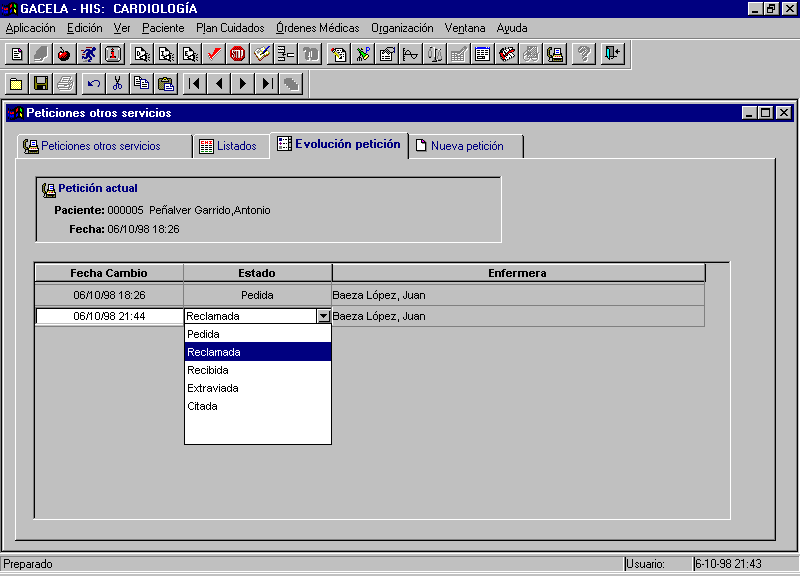 GACELA - HIS: CARDIOLOGÍA
Aplicación Edición Ver Paciente Plan Cuidados Órdenes Médicas Organización Ventana Ayuda
Peticiones otros servicios
Peticiones otros servicios Listados Evolución petición Nueva petición
Petición actual
Paciente: 000005 Peñalver Garrido,Antonio
Fecha: 06/10/98 18:26
Fecha Cambio Estado Enfermera
06/10/98 18:26 Pedida Baeza López, Juan
06/10/98 21:44 Reclamada Baeza López, Juan
Pedida
Reclamada
Recibida
Extraviada
Citada
Preparado Usuario: 6-10-98 21:43